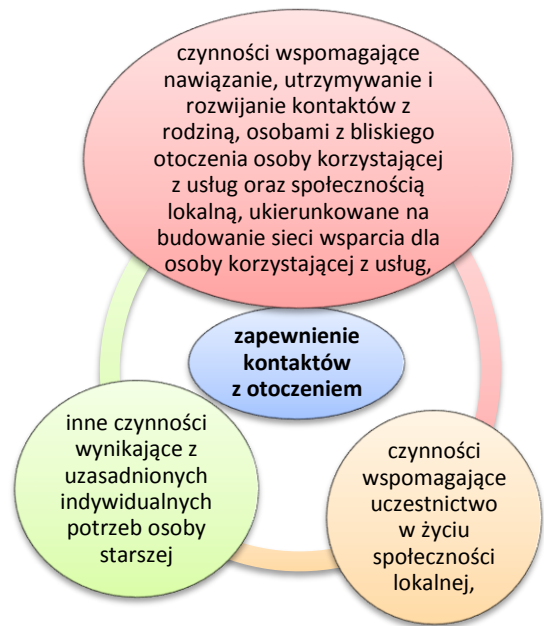 czynności wspomagające
nawiązanie, utrzymywanie i
rozwijanie kontaktów z
rodziną, osobami z bliskiego
otoczenia osoby korzystającej
z usług oraz społecznością
lokalną, ukierunkowane na
budowanie sieci wsparcia dla
osoby korzystającej z usług,
zapewnienie
kontaktów
z otoczeniem
inne czynności
wynikające z
uzasadnionych
indywidualnych
potrzeb osoby
starszej
czynności
wspomagające
uczestnictwo
w życiu
społeczności
lokalnej,